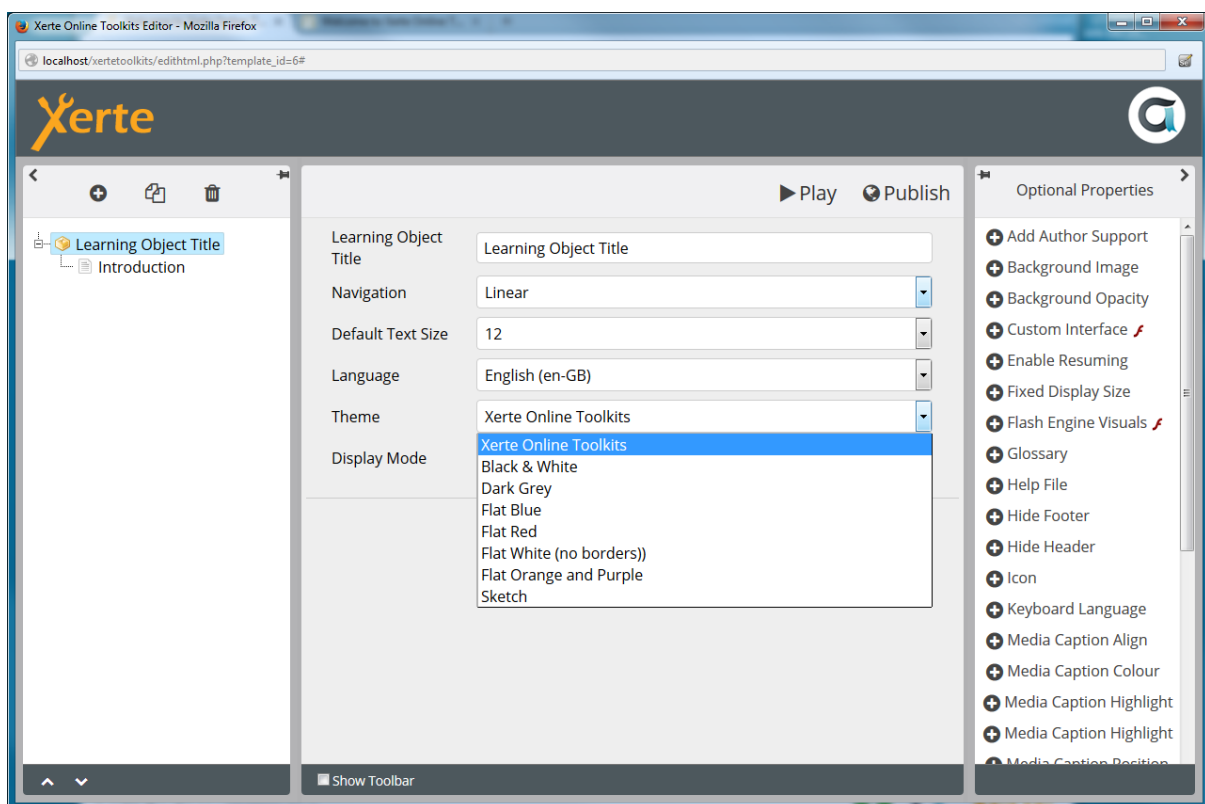 Xerte Online Toolkits Editor - Mozilla Firefox
localhost/xertetoolkits/edithtml.php?template_id=6#
Xerte
Learning Object Title
Introduction
Play Publish
Learning Object
Title
Learning Object Title
Navigation
Linear
Default Text Size
12
Language
English (en-GB)
Theme
Xerte Online Toolkits
Display Mode
Xerte Online Toolkits
Black & White
Dark Grey
Flat Blue
Flat Red
Flat White (no borders))
Flat Orange and Purple
Sketch
Show Toolbar
Optional Properties
Add Author Support
Background Image
Background Opacity
Custom Interface
Enable Resuming
Fixed Display Size
Flash Engine Visuals
Glossary
Help File
Hide Footer
Hide Header
Icon
Keyboard Language
Media Caption Align
Media Caption Colour
Media Caption Highlight
Media Caption Highlight
Media Caption Position